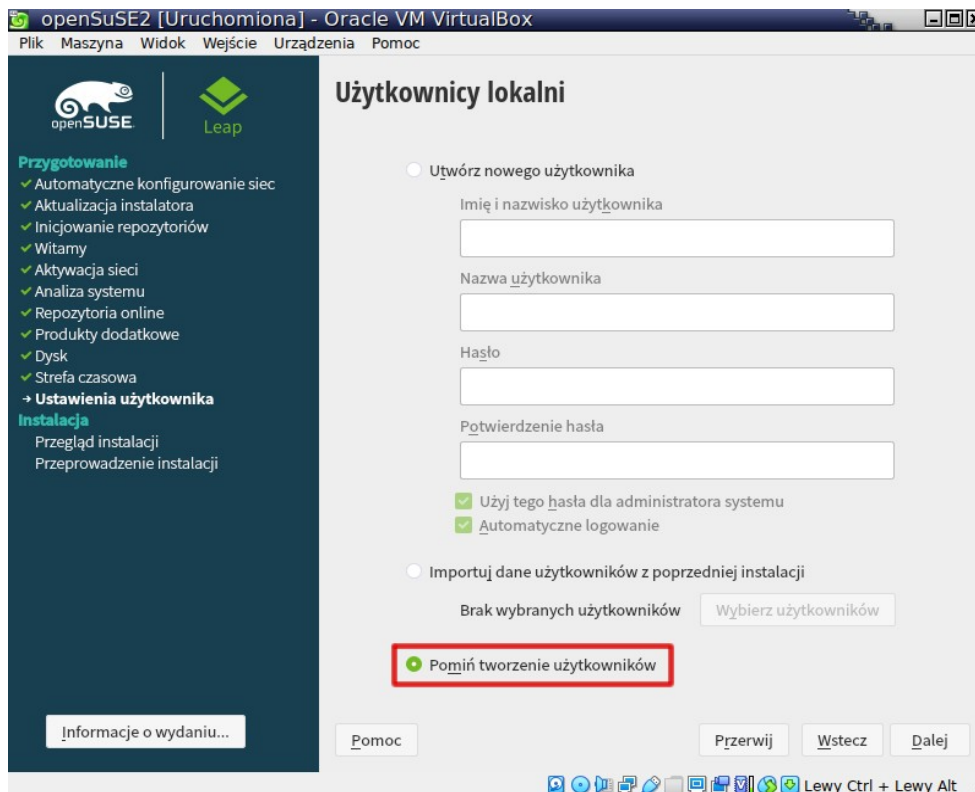 openSuSE2 [Uruchomiona] - Oracle VM VirtualBox
Plik Maszyna Widok Wejście Urządzenia Pomoc
openSUSE
Leap
Użytkownicy lokalni
Przygotowanie
Automatyczne konfigurowanie siec
Aktualizacja instalatora
Inicjowanie repozytoriów
Witamy
Aktywacja sieci
Analiza systemu
Repozytoria online
Produkty dodatkowe
Dysk
Strefa czasowa
Ustawienia użytkownika
Instalacja
Przegląd instalacji
Przeprowadzenie instalacji
Informacje o wydaniu...
Utwórz nowego użytkownika
Imię i nazwisko użytkownika
Nazwa użytkownika
Hasło
Potwierdzenie hasła
Użyj tego hasła dla administratora systemu
Automatyczne logowanie
Importuj dane użytkowników z poprzedniej instalacji
Brak wybranych użytkowników Wybierz użytkowników
Pomiń tworzenie użytkowników
Pomoc Przerwij Wstecz Dalej
Lewy Ctrl + Lewy Alt